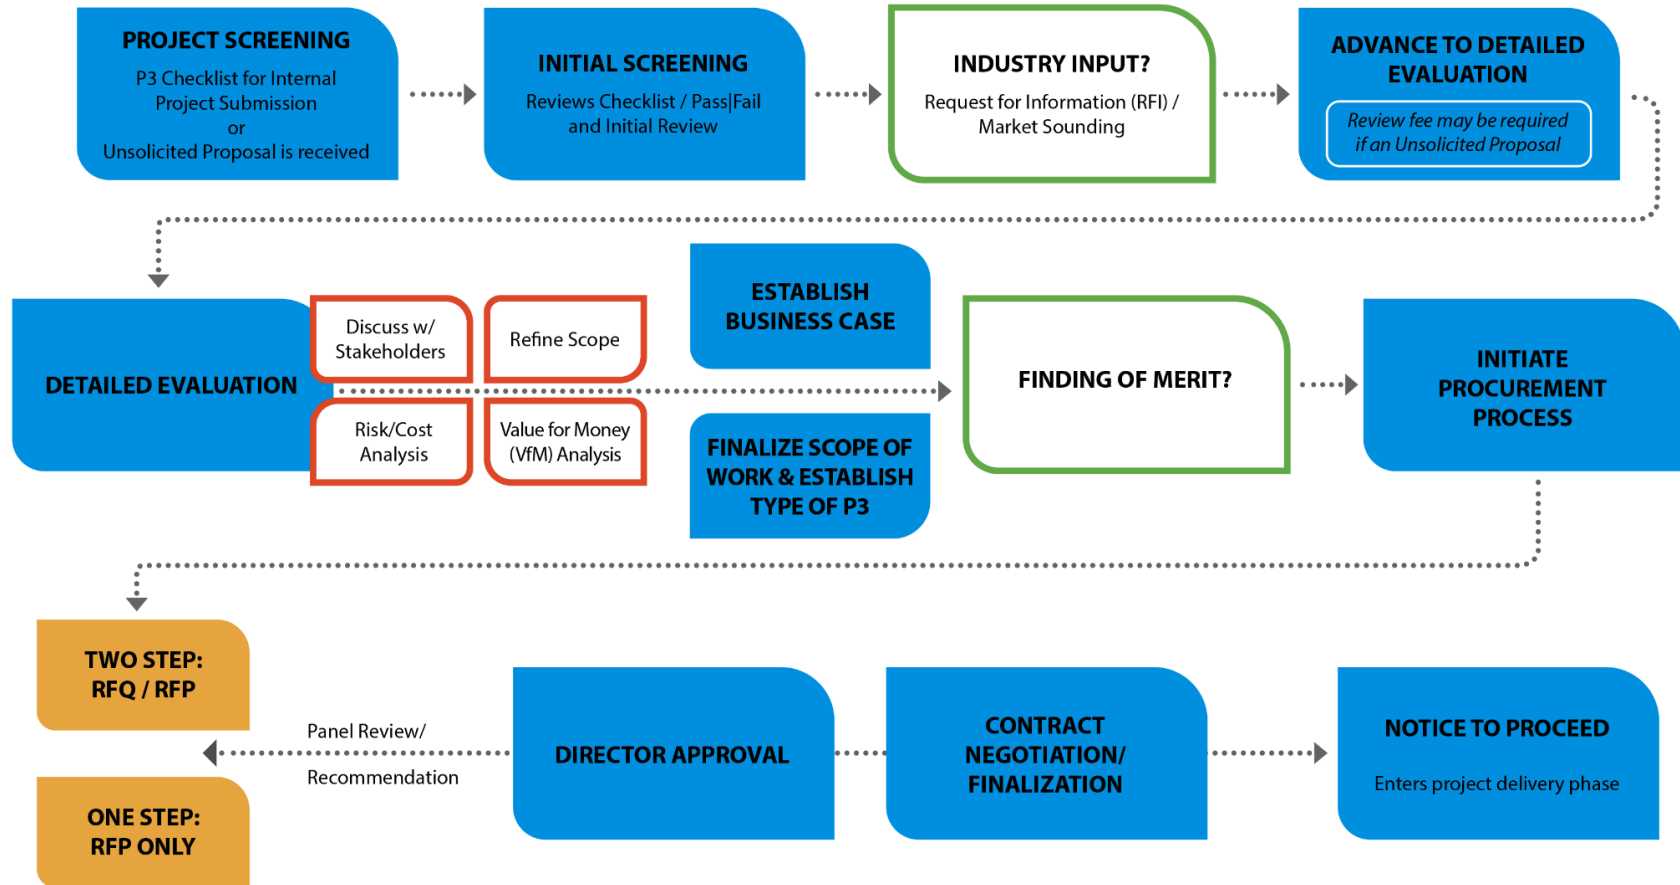 PROJECT SCREENING
P3 Checklist for Internal
Project Submission
or
Unsolicited Proposal is received
INITIAL SCREENING
Reviews Checklist / Pass|Fail
and Initial Review
INDUSTRY INPUT?
Request for Information (RFI) /
Market Sounding
ADVANCE TO DETAILED
EVALUATION
Review fee may be required
if an Unsolicited Proposal
DETAILED EVALUATION
Discuss w/
Stakeholders
Refine Scope
Risk/Cost
Analysis
Value for Money
(VfM) Analysis
ESTABLISH
BUSINESS CASE
FINALIZE SCOPE OF
WORK & ESTABLISH
TYPE OF P3
FINDING OF MERIT?
INITIATE
PROCUREMENT
PROCESS
TWO STEP:
RFQ / RFP
ONE STEP:
RFP ONLY
Panel Review/
Recommendation
DIRECTOR APPROVAL
CONTRACT
NEGOTIATION/
FINALIZATION
NOTICE TO PROCEED
Enters project delivery phase